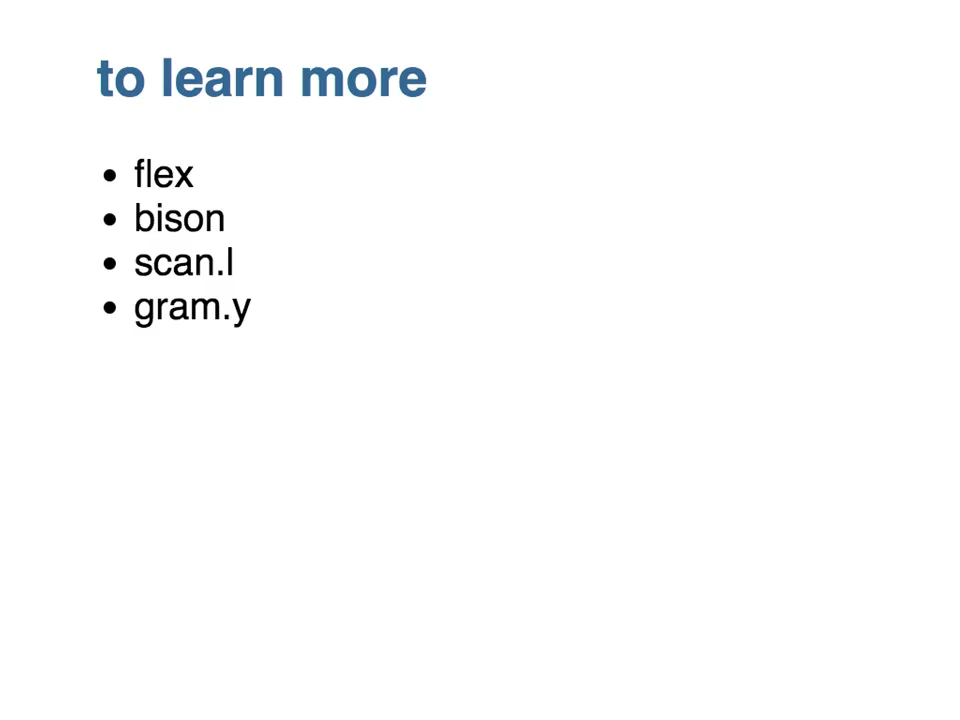 to learn more
• flex
• bison
• scan.l
• gram.y